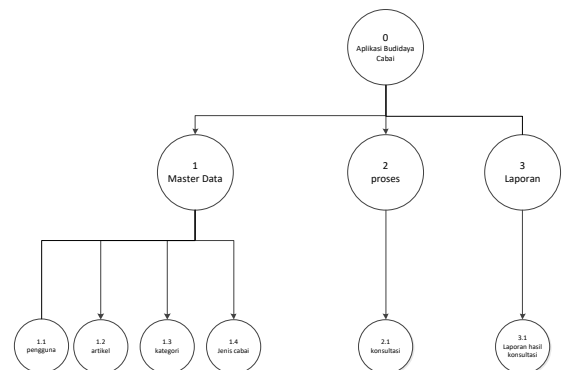 0
Aplikasi Budidaya
Cabai
1
Master Data
2
proses
3
Laporan
1.1
pengguna
1.2
artikel
1.3
kategori
1.4
Jenis cabai
2.1
konsultasi
3.1
Laporan hasil
konsultasi